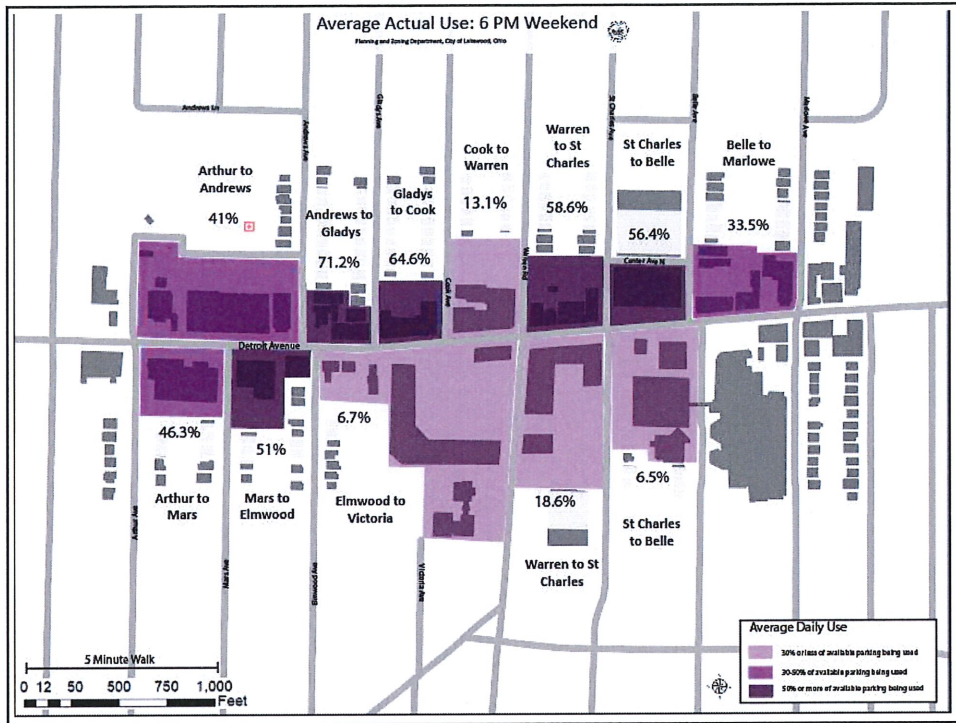 Average Actual Use: 6 PM Weekend
Planning and Zoning Department, City of Lakewood, Ohio
Andrews Ln
Andrews Ave
Gladys Ave
Cook Ave
Warren Rd
St Charles Ave
Belle Ave
Marlowe Ave
Arthur to
Andrews
41%
Andrews to
Gladys
71.2%
Gladys
to Cook
64.6%
Cook to
Warren
13.1%
Warren
to St
Charles
58.6%
St Charles
to Belle
56.4%
Belle to
Marlowe
33.5%
Center Ave N
Detroit Avenue
46.3%
Arthur to
Mars
51%
Mars to
Elmwood
6.7%
Elmwood to
Victoria
18.6%
Warren to St
Charles
6.5%
St Charles
to Belle
Arthur Ave
Mars Ave
Elmwood Ave
Victoria Ave
5 Minute Walk
0 12 50 500 750 1,000
Feet
Average Daily Use
30% or less of available parking being used
30-50% of available parking being used
50% or more of available parking being used